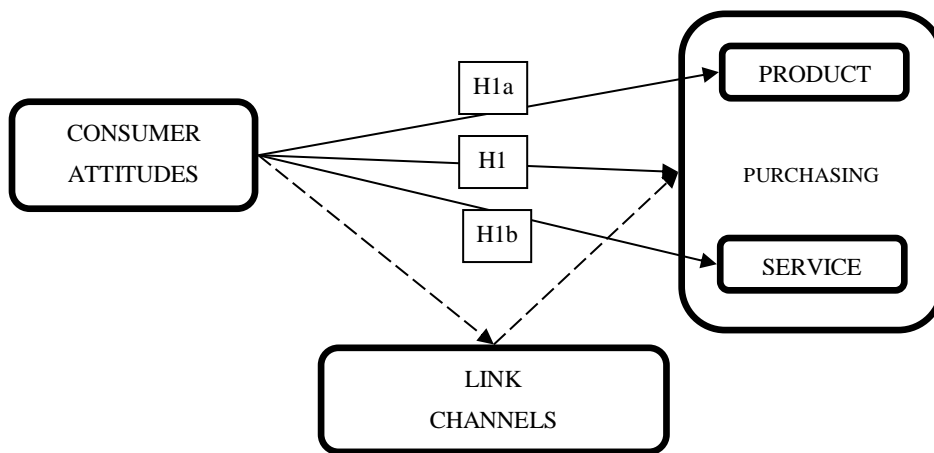 PRODUCT
H1a
CONSUMER
ATTITUDES
H1
PURCHASING
H1b
SERVICE
LINK
CHANNELS